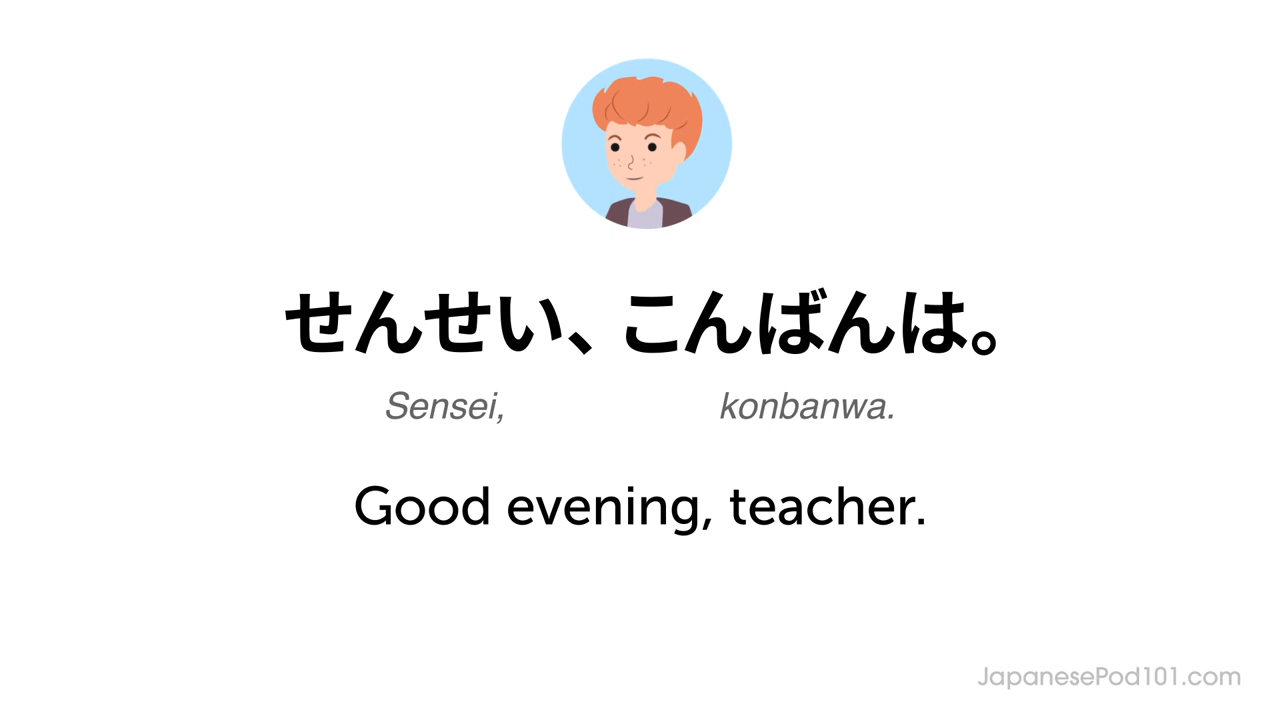 せんせい、こんばんは。
Sensei, konbanwa.
Good evening, teacher.
JapanesePod101.com